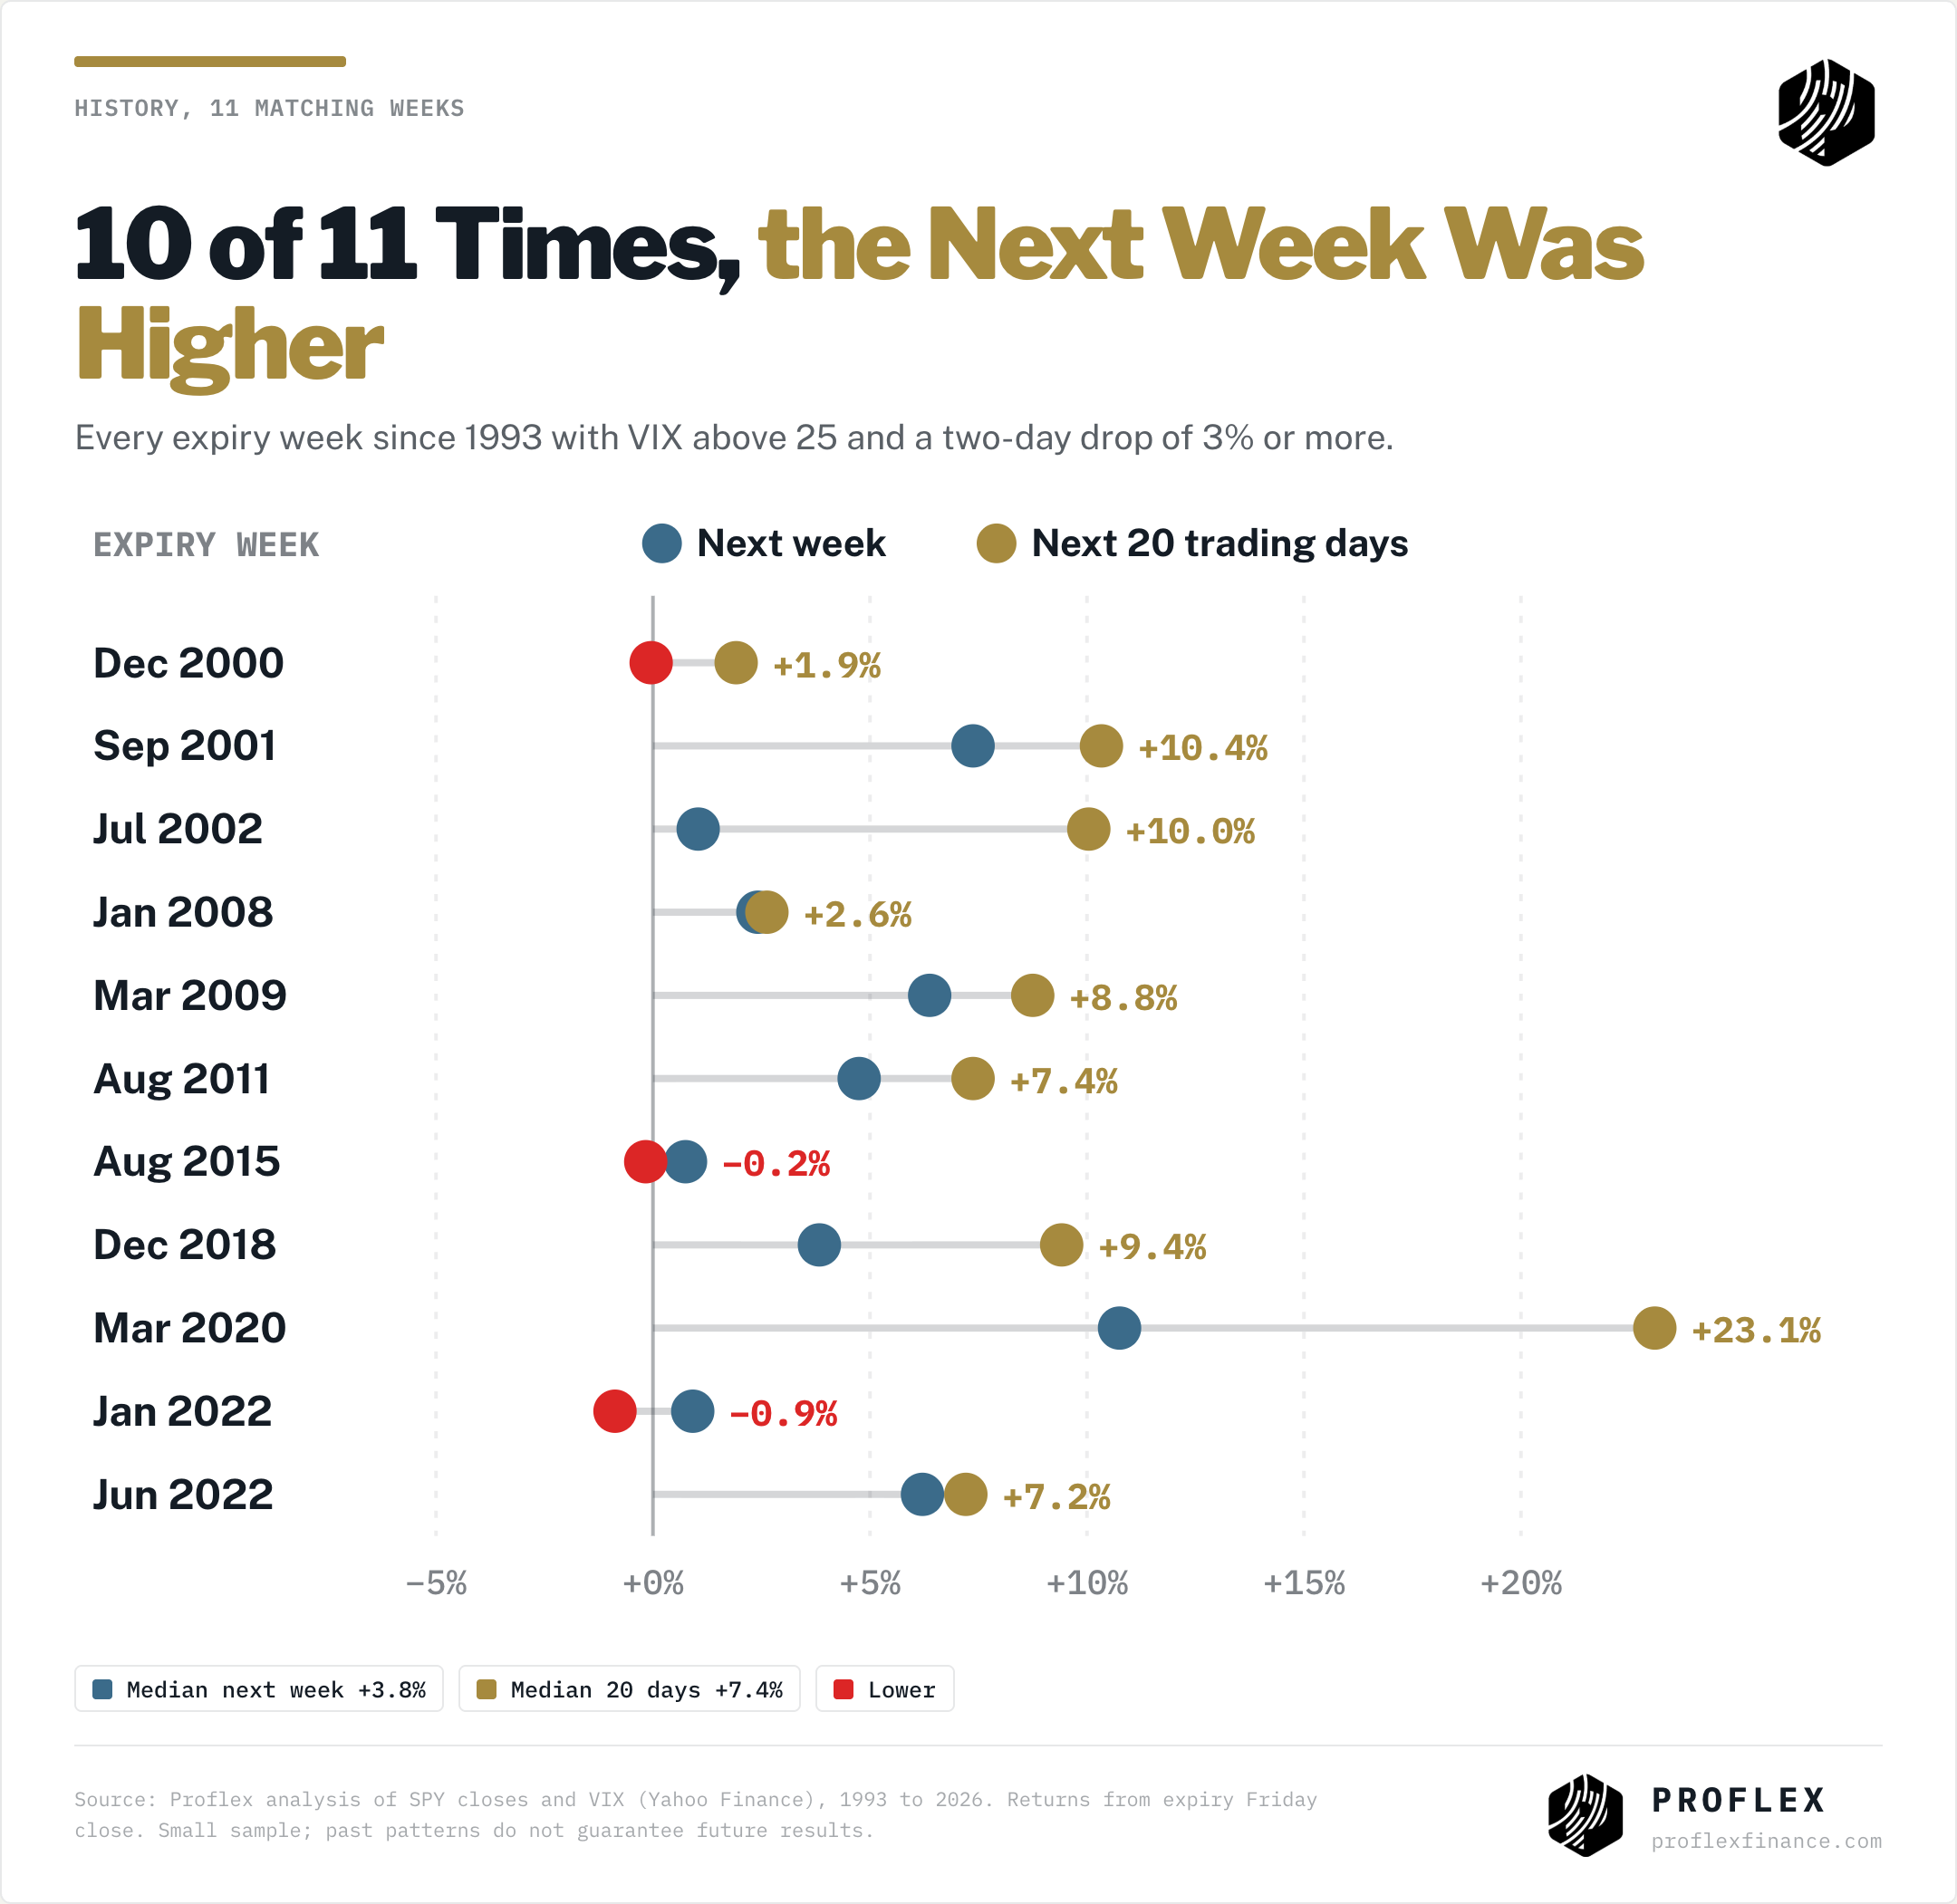 HISTORY, 11 MATCHING WEEKS
10 of 11 Times, the Next Week Was
Higher
Every expiry week since 1993 with VIX above 25 and a two-day drop of 3% or more.
EXPIRY WEEK
Next week
Next 20 trading days
Dec 2000
+1.9%
Sep 2001
+10.4%
Jul 2002
+10.0%
Jan 2008
+2.6%
Mar 2009
+8.8%
Aug 2011
+7.4%
Aug 2015
−0.2%
Dec 2018
+9.4%
Mar 2020
+23.1%
Jan 2022
−0.9%
Jun 2022
+7.2%
−5% +0% +5% +10% +15% +20%
Median next week +3.8%
Median 20 days +7.4%
Lower
Source: Proflex analysis of SPY closes and VIX (Yahoo Finance), 1993 to 2026. Returns from expiry Friday
close. Small sample; past patterns do not guarantee future results.
PROFLEX
proflexfinance.com